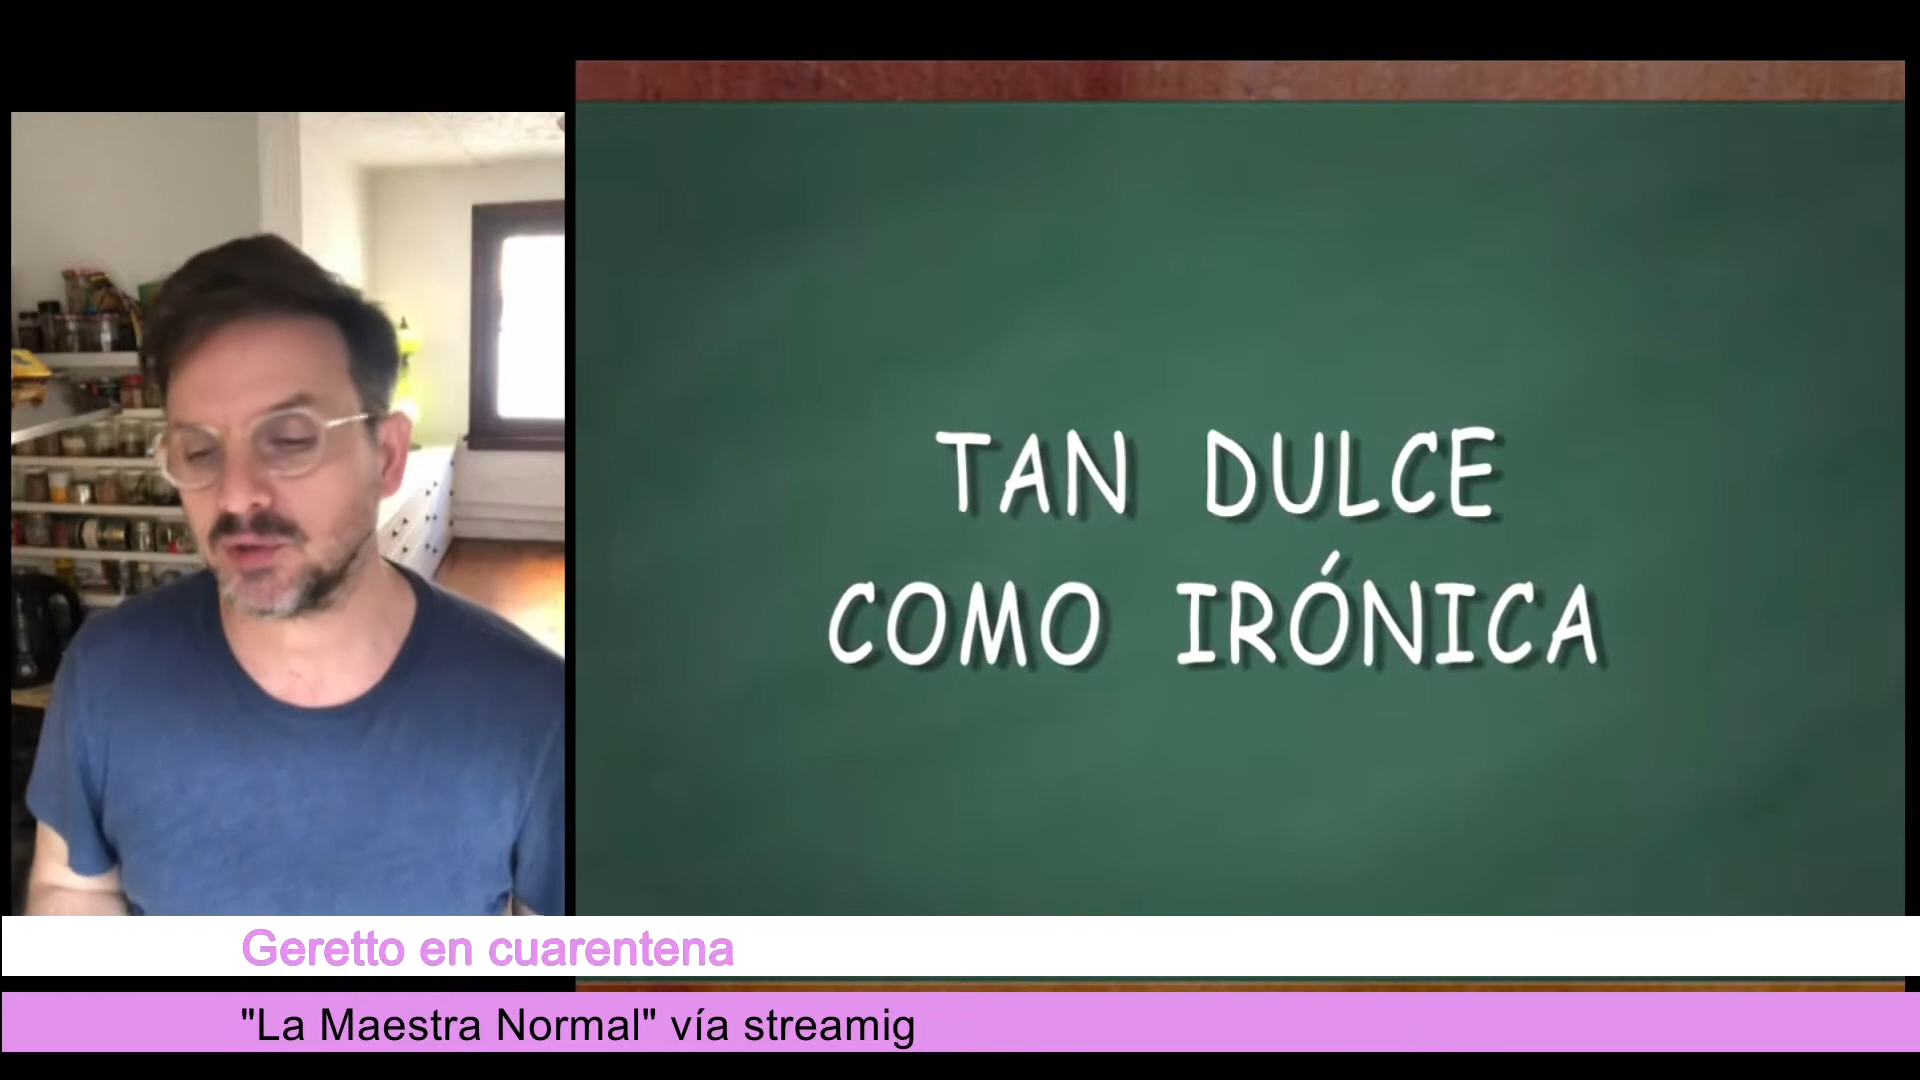 TAN DULCE
COMO IRÓNICA
Geretto en cuarentena
"La Maestra Normal" vía streamig